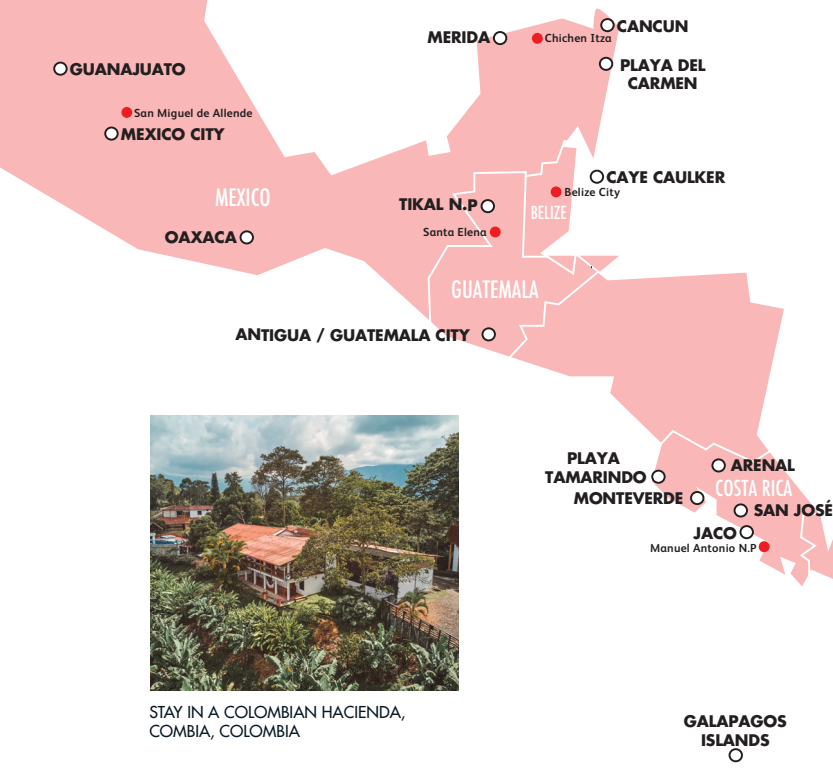 CANCUN
MERIDA
Chichen Itza
PLAYA DEL
CARMEN
GUANAJUATO
San Miguel de Allende
MEXICO CITY
CAYE CAULKER
Belize City
MEXICO
TIKAL N.P
BELIZE
Santa Elena
OAXACA
GUATEMALA
ANTIGUA / GUATEMALA CITY
PLAYA
TAMARINDO
ARENAL
COSTA RICA
MONTEVERDE
SAN JOSÉ
JACO
Manuel Antonio N.P
STAY IN A COLOMBIAN HACIENDA,
COMBIA, COLOMBIA
GALAPAGOS
ISLANDS